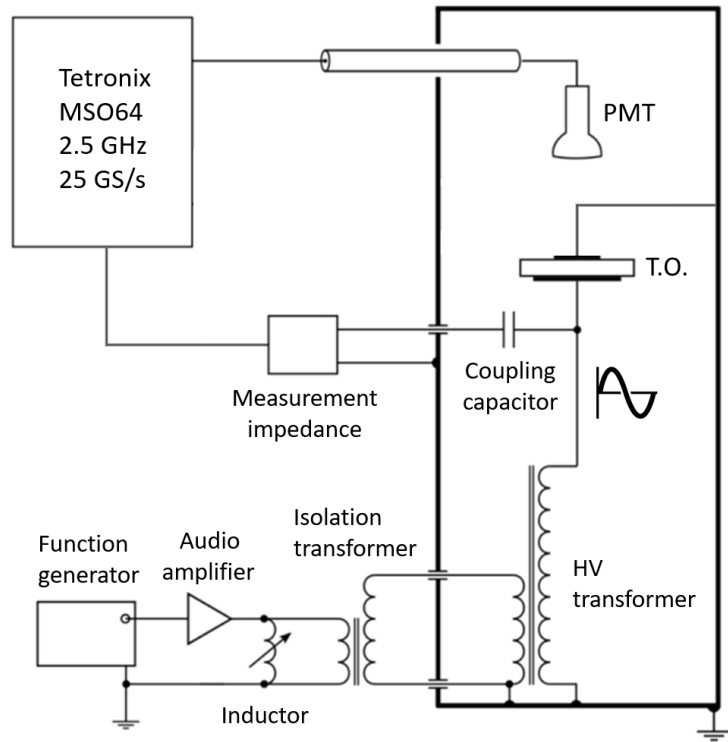 Tetronix
MSO64
2.5 GHz
25 GS/s
PMT
T.O.
Coupling
capacitor
Measurement
impedance
Isolation
transformer
Function
generator
Audio
amplifier
HV
transformer
Inductor